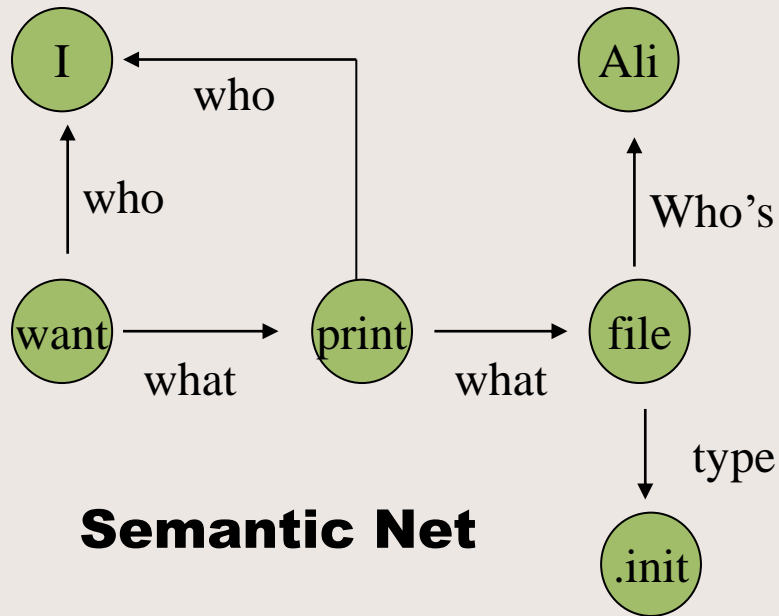 I
Ali
who
who
Who’s
want
print
file
what
what
type
Semantic Net
.init